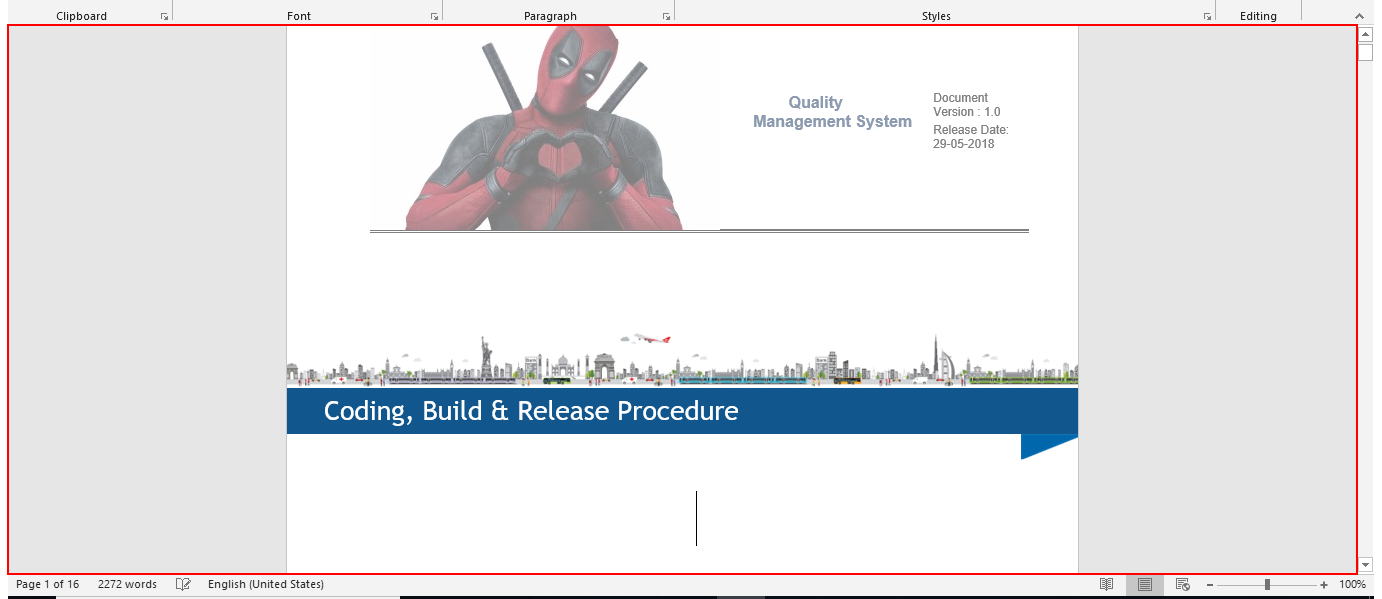 Clipboard
Font
Paragraph
Styles
Editing
Quality
Management System
Document
Version : 1.0
Release Date:
29-05-2018
Coding, Build & Release Procedure
Page 1 of 16
2272 words
English (United States)
100%